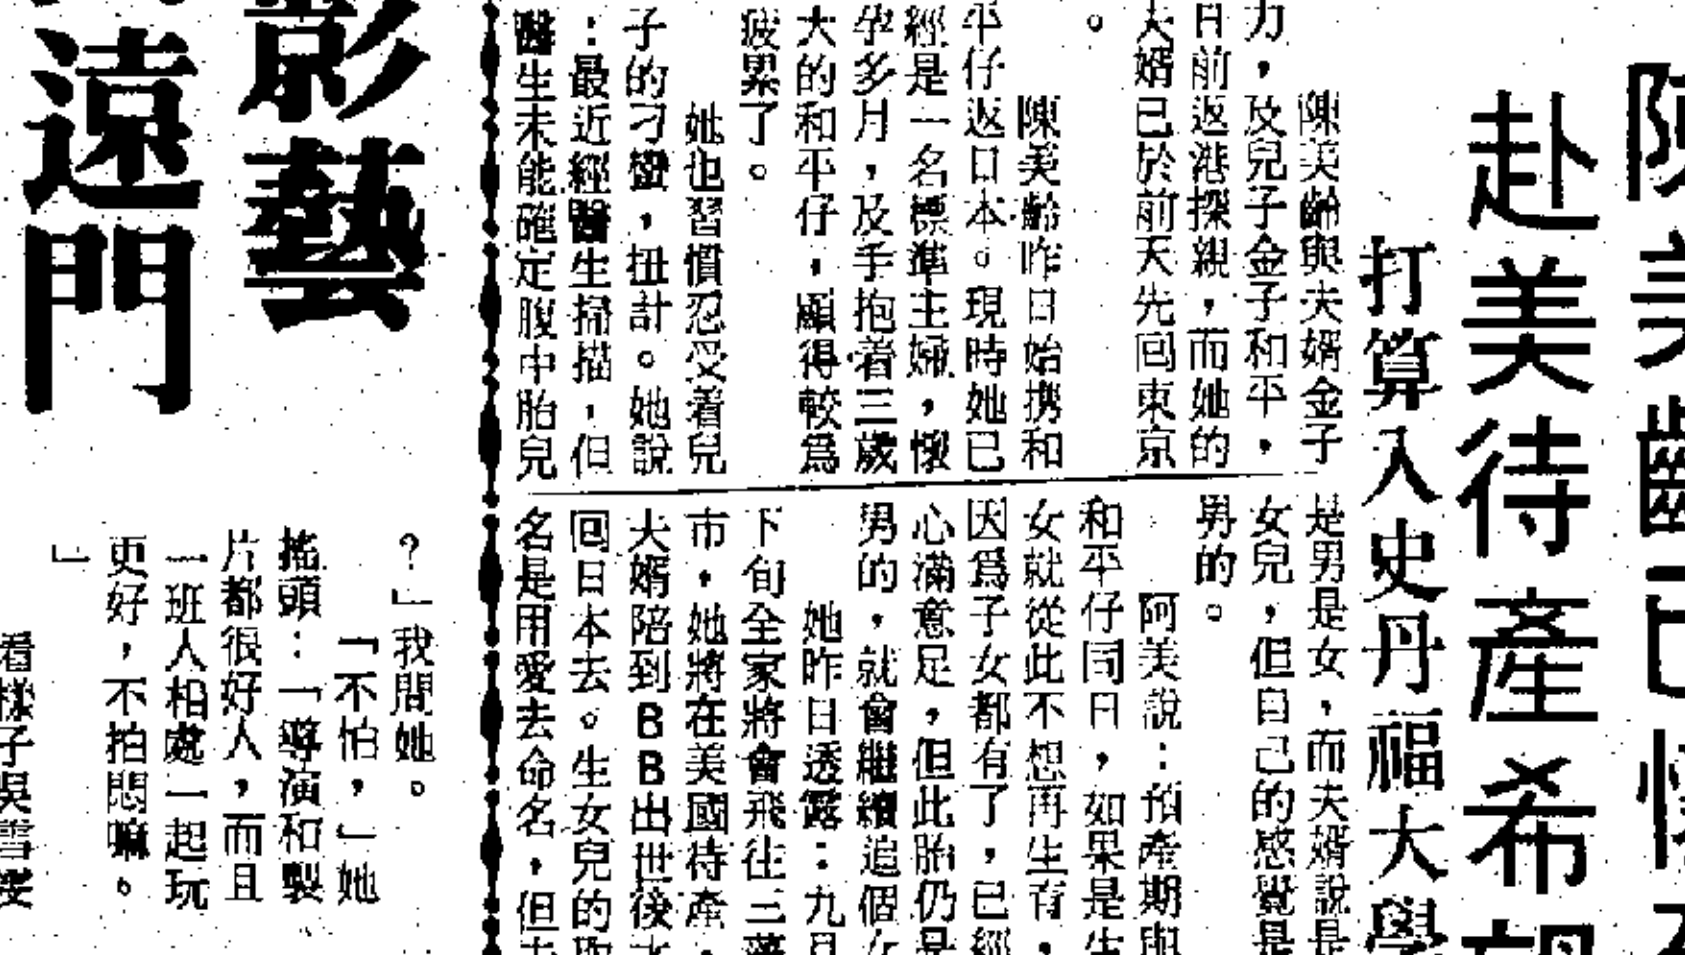 陳美齡已懷
赴美待產希望
打算入史丹福大學
陳美齡與夫婿金子
力，及兒子金子和平，
日前返港探親，而她的
夫婿已於前天先回東京
。
陳美齡昨日始携和
平仔返日本。現時她已
經是一名標準主婦，懷
孕多月，及手抱着三歲
大的和平仔，顯得較為
疲累了。
她也習慣忍受着兒
子的刁蠻，扭計。她說
：最近經醫生掃描，但
醫生未能確定腹中胎兒
是男是女，而夫婿說是
女兒，但自己的感覺是
男的。
阿美說：預產期與
和平仔同日，如果是生
女就從此不想再生育，
因為子女都有了，已經
心滿意足，但此胎仍是
男的，就會繼續追個女
她昨日透露：九月
下旬全家將會飛往三藩
市，她將在美國待產，
夫婿陪到BB出世後才
回日本去。生女兒的取
名是用愛去命名，但
影藝
遠門
？」我問她。
「不怕，」她
搖頭：「導演和製
片都很好人，而且
一班人相處一起玩
更好，不拍悶嘛。
」
看樣子吳雪雯